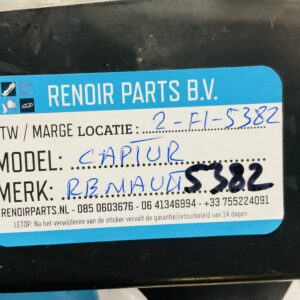 RENOIR PARTS B.V.
TW / MARGE LOCATIE: 2-F1-5382
MODEL: CAPTUR
MERK: 5382
RENOIRPARTS.NL - 085 0603676 - 06 41346994 - +33 755224091
LETOP: Na het verwijderen van de sticker vervalt de garantie/retourbeleid van 14 dagen